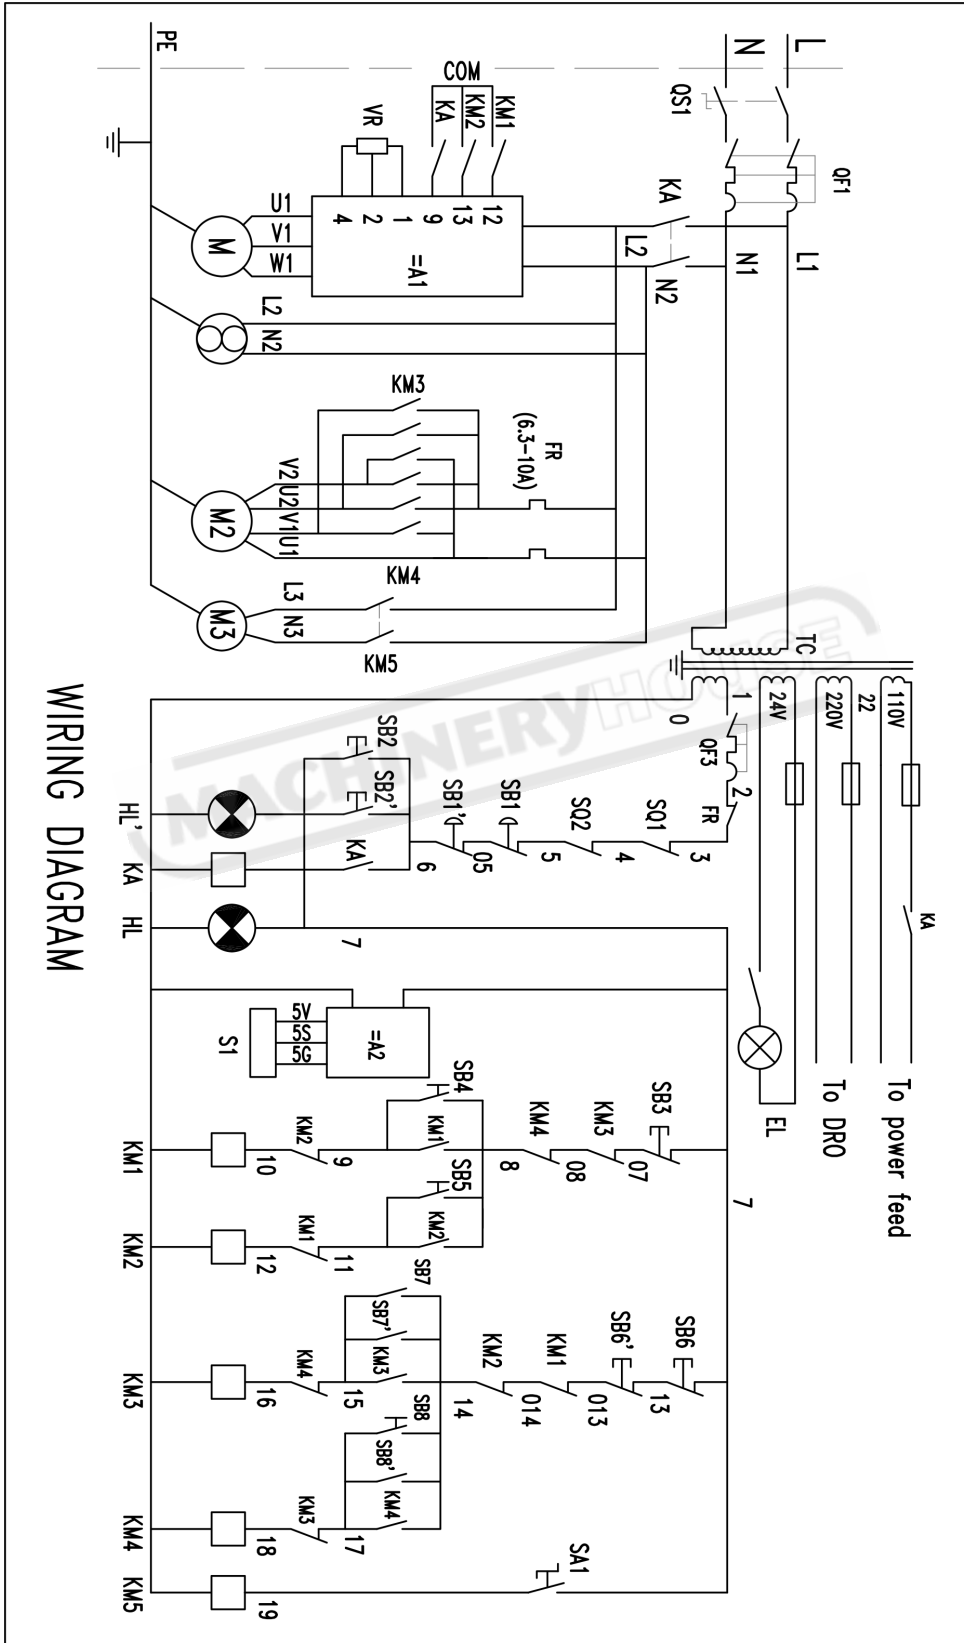 WIRING DIAGRAM
L
N
PE
QS1
QF1
COM
KM1
KM2
KA
VR
KA
4 2 1 9 13 12
=A1
U1
V1
W1
M
L1
N1
L2
N2
L2
N2
KM3
FR
(6.3-10A)
V2
U2
V1
U1
M2
KM4
L3
N3
M3
KM5
TC
110V
22
220V
24V
1
0
QF3
2
FR
KA
To power feed
To DRO
EL
3
SQ1
4
SQ2
5
SB1
05
SB1'
6
SB2
SB2'
KA
7
7
HL'
KA
HL
=A2
5V
5S
5G
S1
SB3
07
KM3
08
KM4
8
SB4
KM1
9
KM2
10
KM1
SB5
KM2
11
KM1
12
KM2
SB6
13
SB6'
013
KM1
014
KM2
14
SB7
SB7'
KM3
15
KM4
16
KM3
SB8
SB8'
KM4
17
KM3
18
KM4
SA1
19
KM5
MACHINERYHOUSE